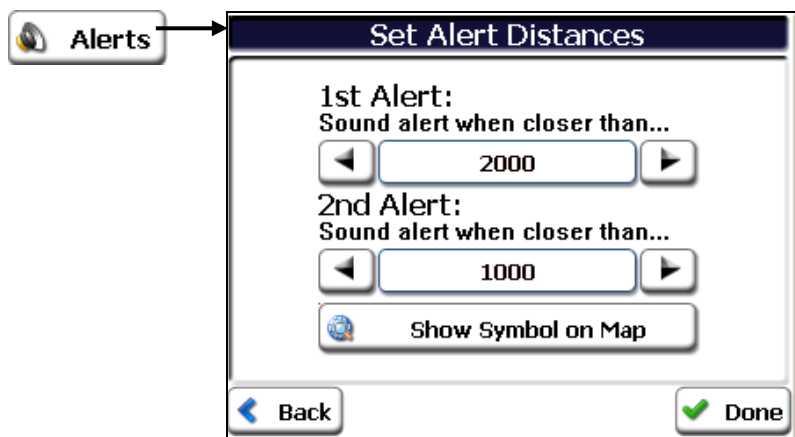 Alerts
Set Alert Distances
1st Alert:
Sound alert when closer than...
2000
2nd Alert:
Sound alert when closer than...
1000
Show Symbol on Map
Back
Done